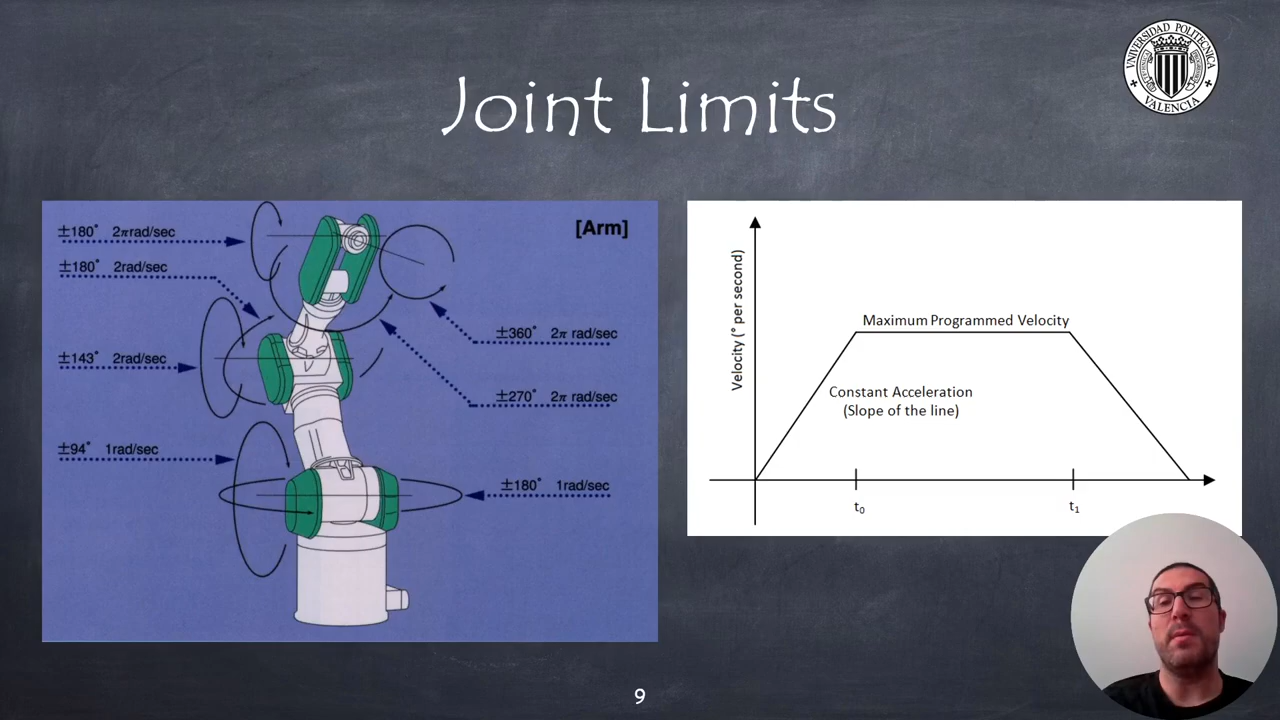 Joint Limits
UNIVERSIDAD POLITECNICA
VALENCIA
[Arm]
±180° 2πrad/sec
±180° 2rad/sec
±143° 2rad/sec
±94° 1rad/sec
±360° 2π rad/sec
±270° 2π rad/sec
±180° 1rad/sec
Velocity (° per second)
Maximum Programmed Velocity
Constant Acceleration
(Slope of the line)
t₀
t₁
9